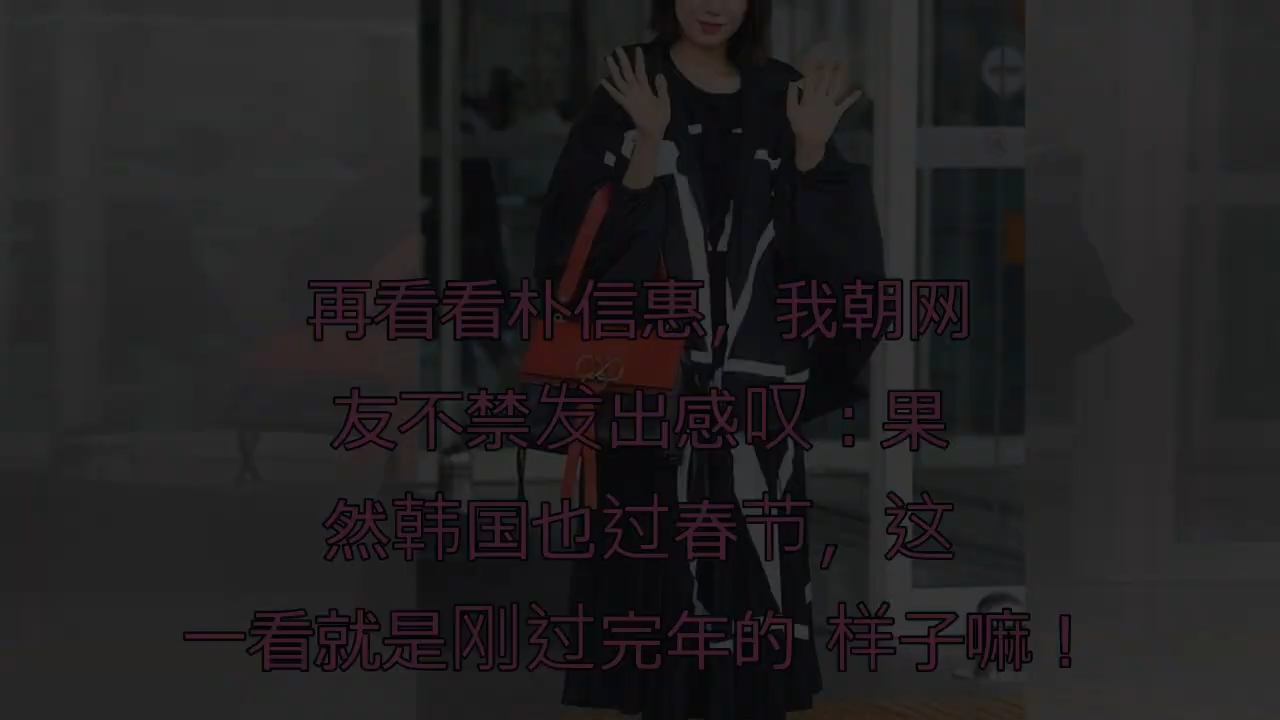 再看看朴信惠，我朝网
友不禁发出感叹：果
然韩国也过春节，这
一看就是刚过完年的 样子嘛！